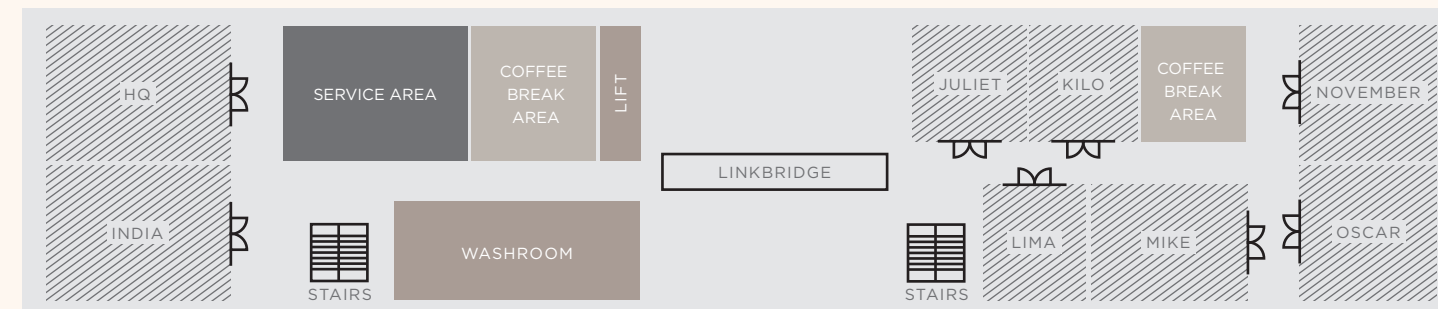 HQ
SERVICE AREA
COFFEE
BREAK
AREA
LIFT
LINKBRIDGE
JULIET
KILO
COFFEE
BREAK
AREA
NOVEMBER
INDIA
STAIRS
WASHROOM
STAIRS
LIMA
MIKE
OSCAR